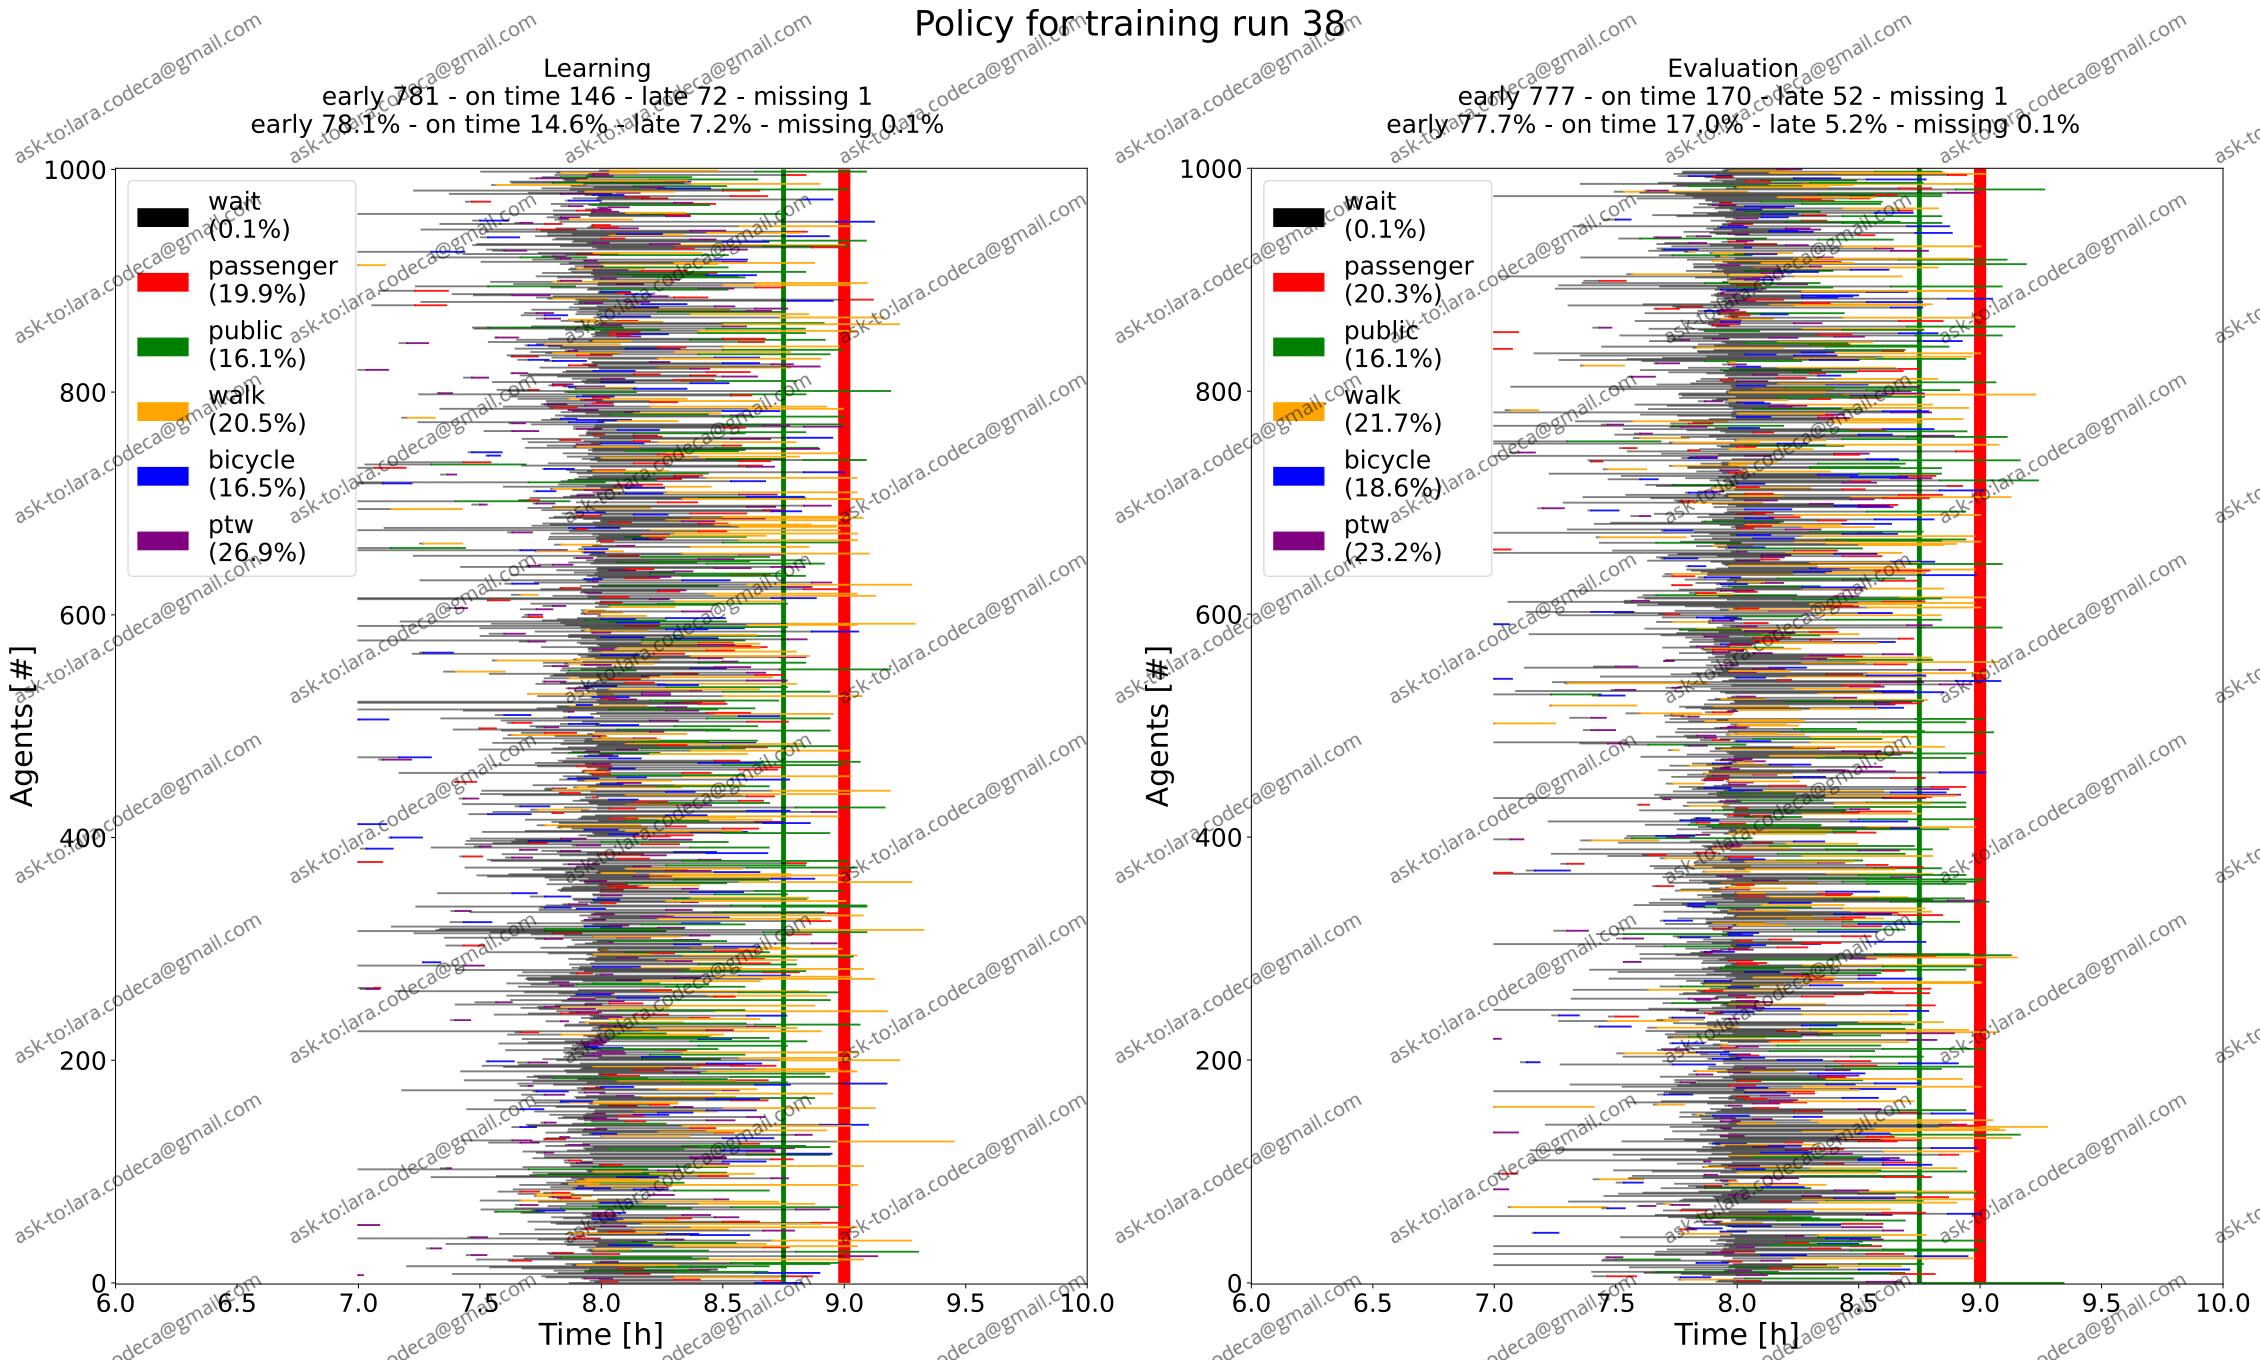 Policy for training run 38
Learning
early 781 - on time 146 - late 72 - missing 1
early 78.1% - on time 14.6% - late 7.2% - missing 0.1%
Evaluation
early 777 - on time 170 - late 52 - missing 1
early 77.7% - on time 17.0% - late 5.2% - missing 0.1%
1000
800
600
400
200
0
Agents [#]
wait
(0.1%)
passenger
(19.9%)
public
(16.1%)
walk
(20.5%)
bicycle
(16.5%)
ptw
(26.9%)
6.0 6.5 7.0 7.5 8.0 8.5 9.0 9.5 10.0
Time [h]
1000
800
600
400
200
0
Agents [#]
wait
(0.1%)
passenger
(20.3%)
public
(16.1%)
walk
(21.7%)
bicycle
(18.6%)
ptw
(23.2%)
6.0 6.5 7.0 7.5 8.0 8.5 9.0 9.5 10.0
Time [h]
ask-to:lara.codeca@gmail.com